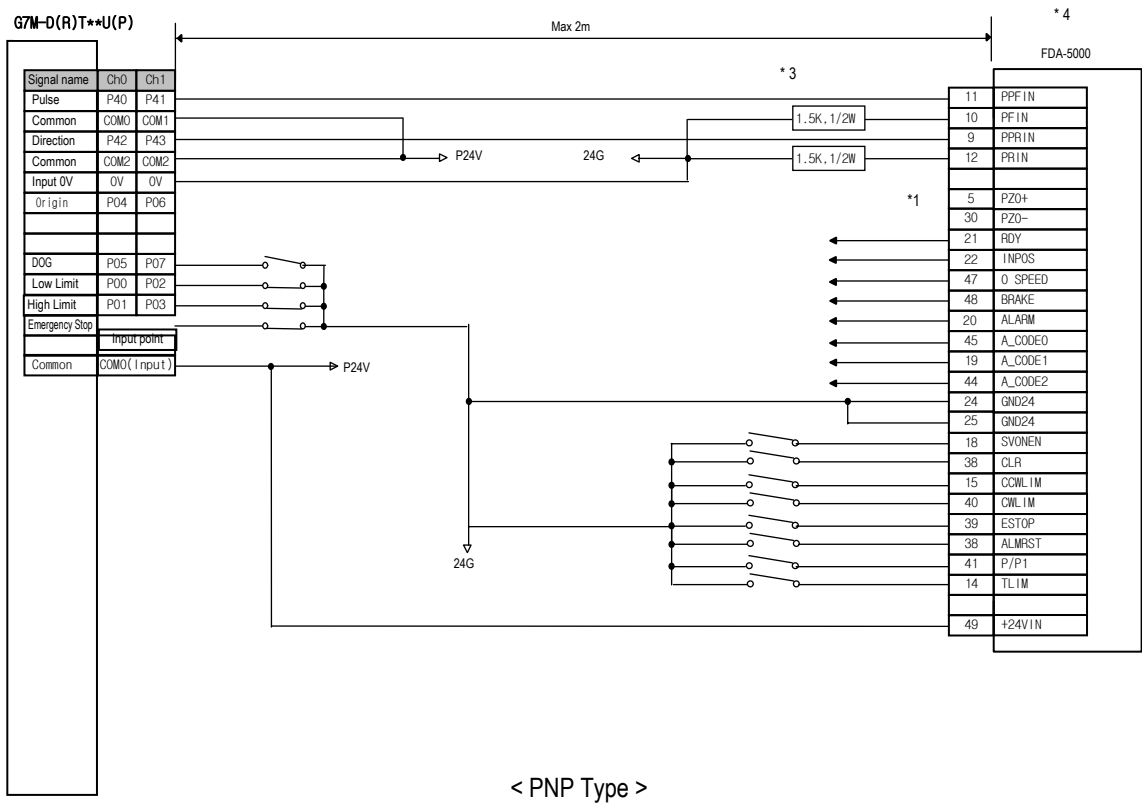 G7M-D(R)T**U(P)
Max 2m
* 4
FDA-5000
* 3
Signal name Ch0 Ch1
Pulse P40 P41
Common COM0 COM1
Direction P42 P43
Common COM2 COM2
Input 0V 0V 0V
Origin P04 P06
DOG P05 P07
Low Limit P00 P02
High Limit P01 P03
Emergency Stop
Input point
Common COM0(Input)
P24V
24G
1.5K,1/2W
1.5K,1/2W
*1
P24V
24G
11 PPFIN
10 PFIN
9 PPRIN
12 PRIN
5 PZO+
30 PZO-
21 RDY
22 INPOS
47 0 SPEED
48 BRAKE
20 ALARM
45 A_CODE0
19 A_CODE1
44 A_CODE2
24 GND24
25 GND24
18 SVONEN
38 CLR
15 CCWLIM
40 CWLIM
39 ESTOP
38 ALMRST
41 P/P1
14 TLIM
49 +24VIN
< PNP Type >